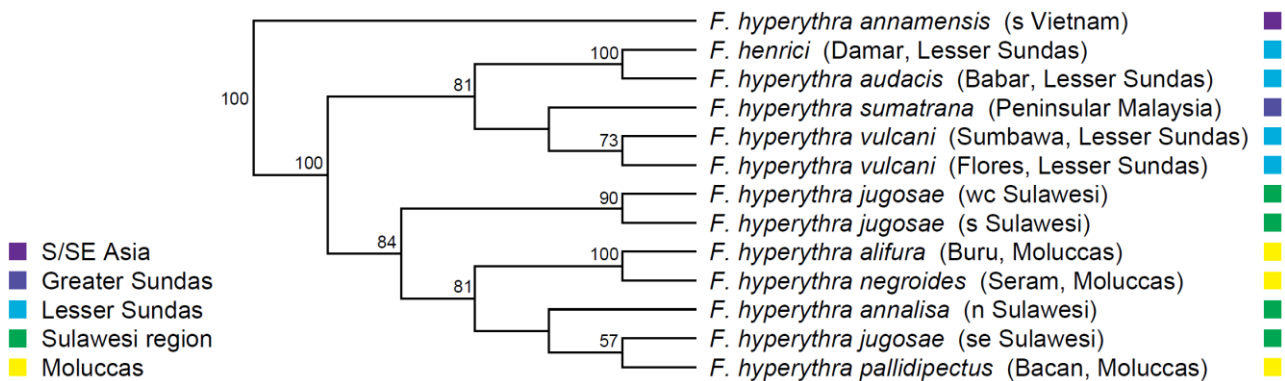 F. hyperythra annamensis (s Vietnam)
100
F. henrici (Damar, Lesser Sundas)
81
F. hyperythra audacis (Babar, Lesser Sundas)
100
F. hyperythra sumatrana (Peninsular Malaysia)
73
F. hyperythra vulcani (Sumbawa, Lesser Sundas)
100
F. hyperythra vulcani (Flores, Lesser Sundas)
90
F. hyperythra jugosae (wc Sulawesi)
F. hyperythra jugosae (s Sulawesi)
84
100
F. hyperythra alifura (Buru, Moluccas)
81
F. hyperythra negroides (Seram, Moluccas)
F. hyperythra annalisa (n Sulawesi)
57
F. hyperythra jugosae (se Sulawesi)
F. hyperythra pallidipectus (Bacan, Moluccas)
S/SE Asia
Greater Sundas
Lesser Sundas
Sulawesi region
Moluccas